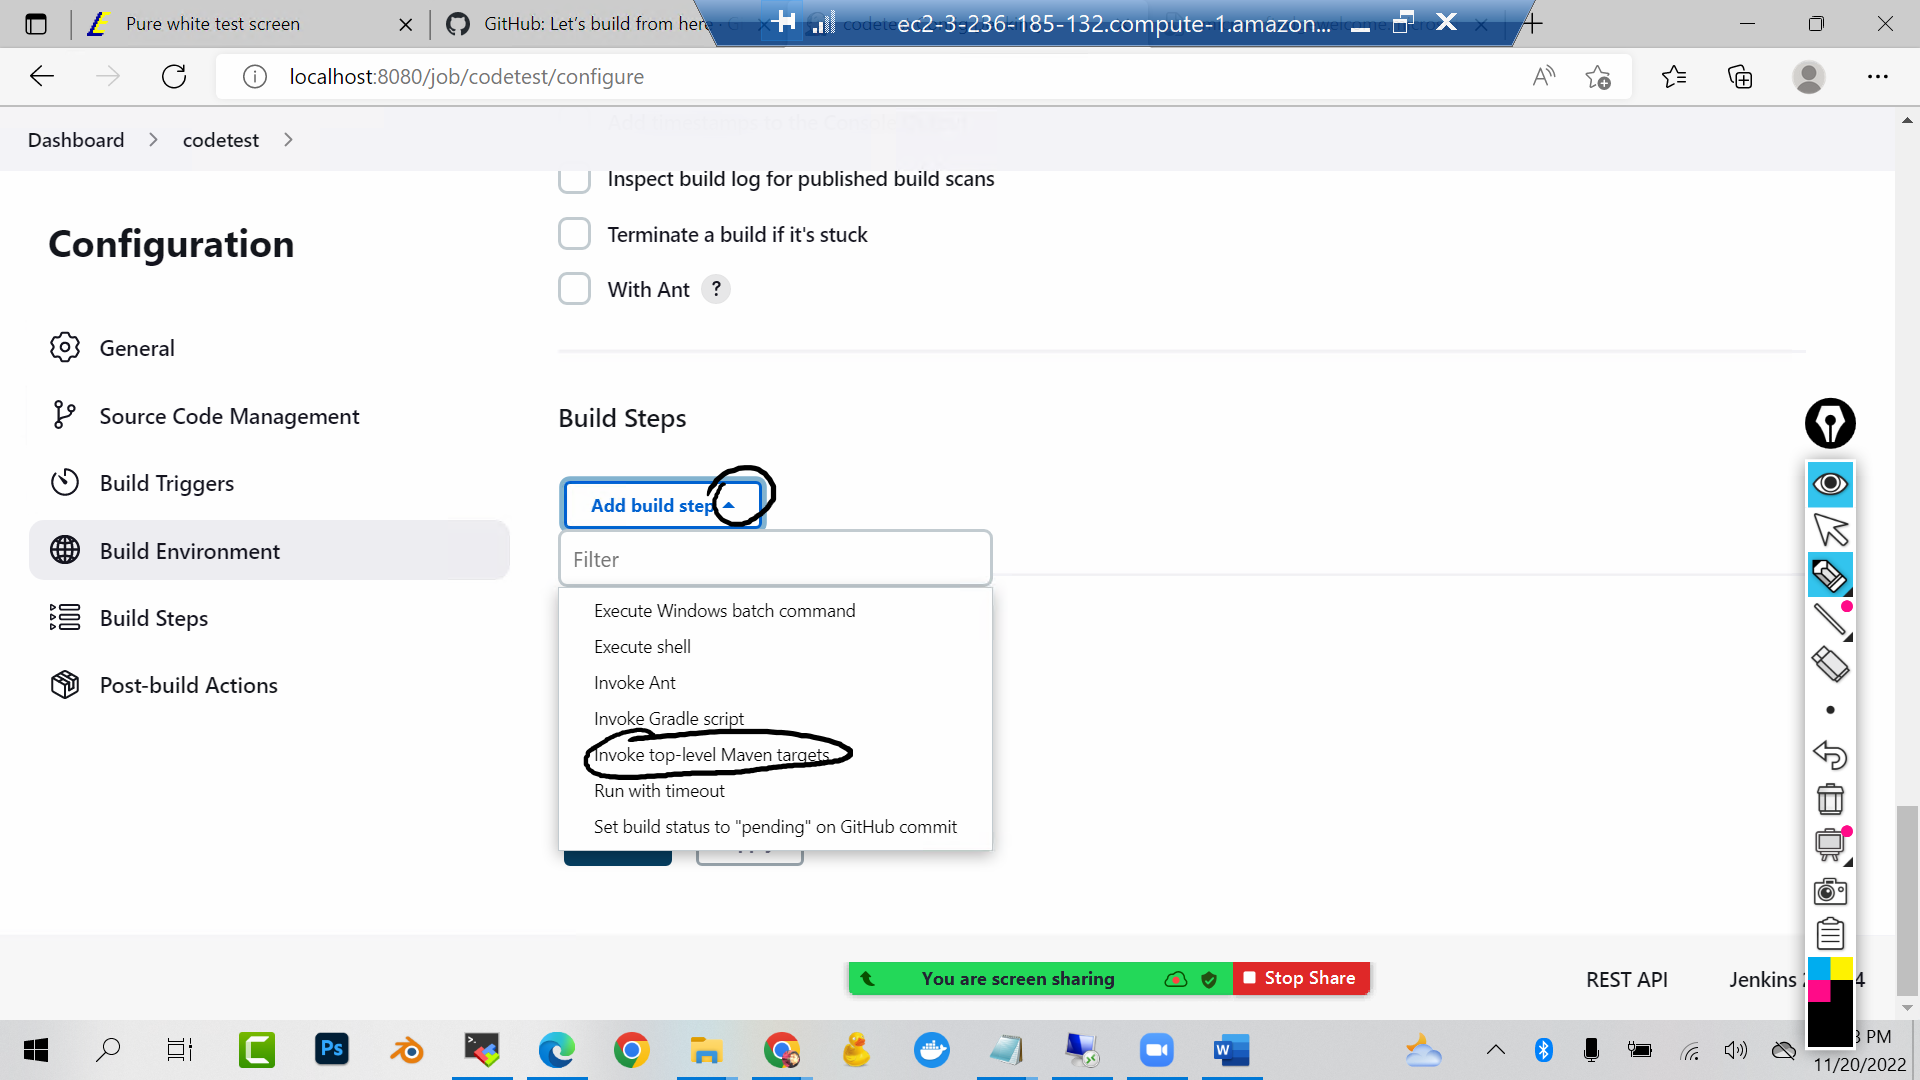 Pure white test screen
GitHub: Let's build from here · G
ec2-3-236-185-132.compute-1.amazon...
localhost:8080/job/codetest/configure
Dashboard
codetest
Inspect build log for published build scans
Configuration
Terminate a build if it's stuck
With Ant ?
General
Source Code Management
Build Steps
Build Triggers
Add build step
Build Environment
Filter
Execute Windows batch command
Build Steps
Execute shell
Invoke Ant
Post-build Actions
Invoke Gradle script
Invoke top-level Maven targets
Run with timeout
Set build status to "pending" on GitHub commit
You are screen sharing
Stop Share
REST API
Jenkins
PM
11/20/2022